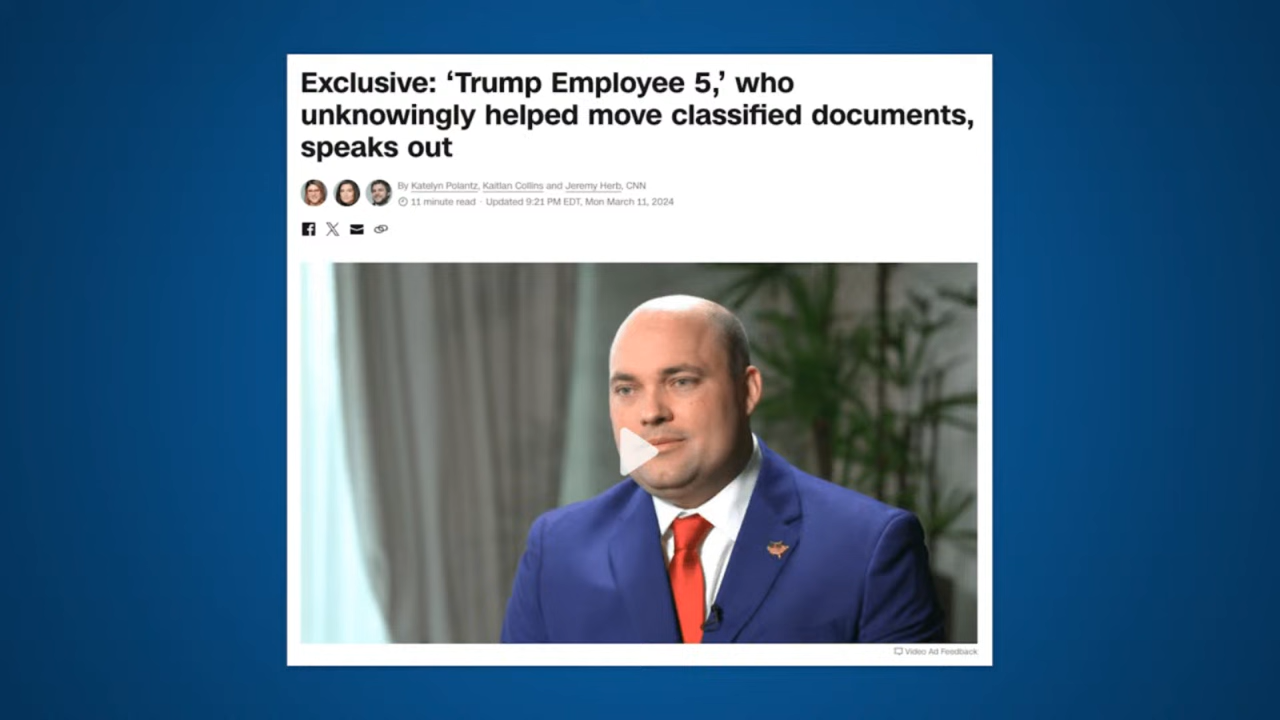 Exclusive: ‘Trump Employee 5,’ who
unknowingly helped move classified documents,
speaks out
By Katelyn Polantz, Kaitlan Collins and Jeremy Herb, CNN
11 minute read · Updated 9:21 PM EDT, Mon March 11, 2024
Video Ad Feedback